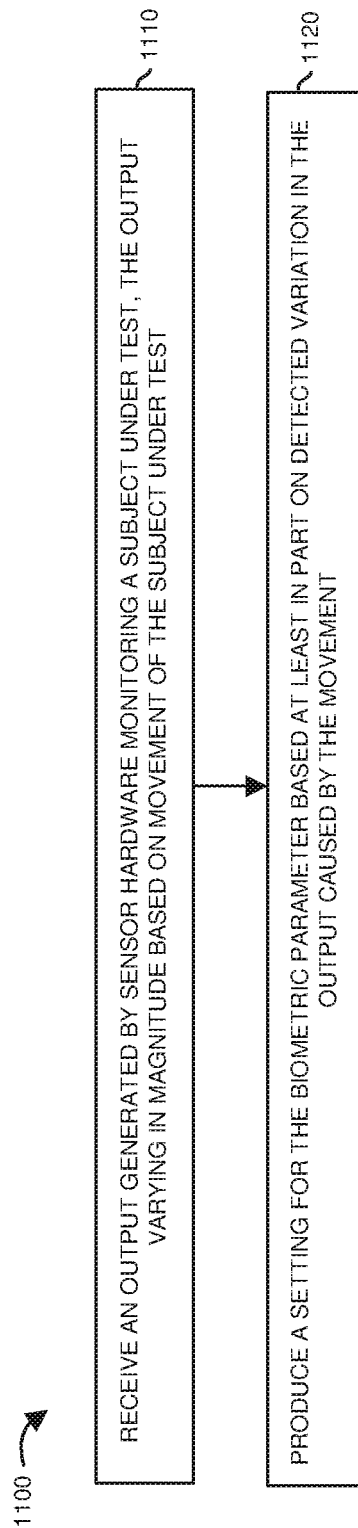 1100
RECEIVE AN OUTPUT GENERATED BY SENSOR HARDWARE MONITORING A SUBJECT UNDER TEST, THE OUTPUT
VARYING IN MAGNITUDE BASED ON MOVEMENT OF THE SUBJECT UNDER TEST
1110
PRODUCE A SETTING FOR THE BIOMETRIC PARAMETER BASED AT LEAST IN PART ON DETECTED VARIATION IN THE
OUTPUT CAUSED BY THE MOVEMENT
1120